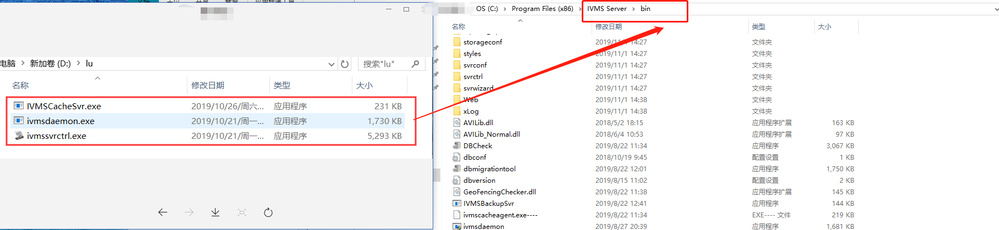 电脑 > 新加卷 (D:) > lu
搜索"lu"
名称 修改日期 类型 大小
IVMSCacheSvr.exe 2019/10/26/周六... 应用程序 231 KB
ivmsdaemon.exe 2019/10/21/周一... 应用程序 1,730 KB
ivmssvrctrl.exe 2019/10/21/周一... 应用程序 5,293 KB
OS (C:) > Program Files (x86) > IVMS Server > bin
名称 修改日期 类型 大小
storageconf 2019/11/1 14:27 文件夹
styles 2019/11/1 14:27 文件夹
svrconf 2019/11/1 14:27 文件夹
svrctrl 2019/11/1 14:27 文件夹
svrwizard 2019/11/1 14:27 文件夹
Web 2019/11/1 14:38 文件夹
xLog 2019/11/1 14:38 文件夹
AVILib.dll 2018/5/2 18:15 应用程序扩展 163 KB
AVILib_Normal.dll 2018/6/4 10:53 应用程序扩展 97 KB
DBCheck 2019/8/22 11:34 应用程序 3,067 KB
dbconf 2018/10/19 9:45 配置设置 1 KB
dbmigrationtool 2019/8/22 12:01 应用程序 1,750 KB
dbversion 2019/8/15 11:02 配置设置 2 KB
GeoFencingChecker.dll 2019/8/22 11:38 应用程序扩展 145 KB
IVMSBackupSvr 2019/8/22 12:41 应用程序 144 KB
ivmscacheagent.exe---- 2019/8/22 11:34 EXE---- 文件 219 KB
ivmsdaemon 2019/8/27 20:39 应用程序 1,681 KB